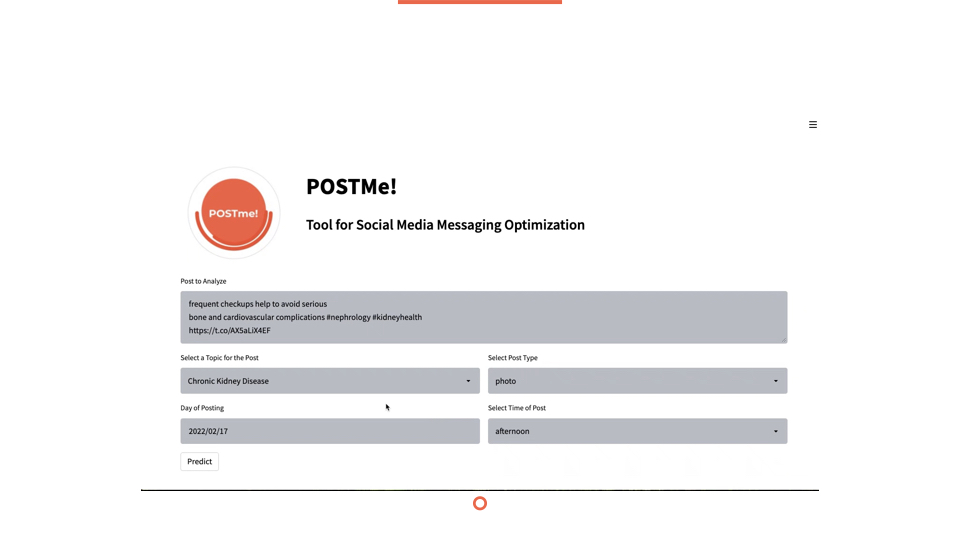 POSTme!
POSTMe!
Tool for Social Media Messaging Optimization
Post to Analyze
frequent checkups help to avoid serious
bone and cardiovascular complications #nephrology #kidneyhealth
https://t.co/AX5aLiX4EF
Select a Topic for the Post
Select Post Type
Chronic Kidney Disease
photo
Day of Posting
Select Time of Post
2022/02/17
afternoon
Predict